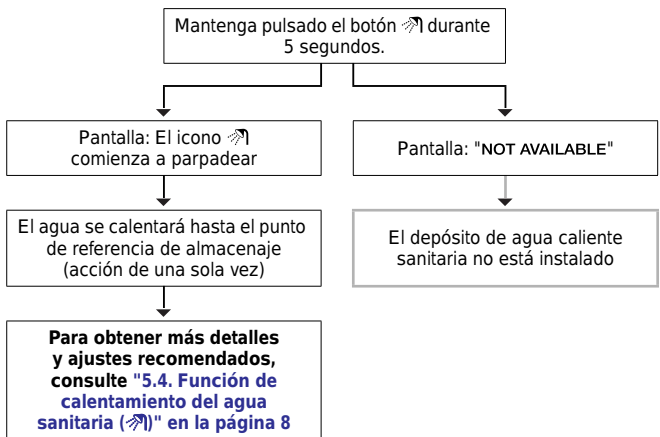 Mantenga pulsado el botón durante
5 segundos.
Pantalla: El icono
comienza a parpadear
Pantalla: "NOT AVAILABLE"
El agua se calentará hasta el punto
de referencia de almacenaje
(acción de una sola vez)
El depósito de agua caliente
sanitaria no está instalado
Para obtener más detalles
y ajustes recomendados,
consulte "5.4. Función de
calentamiento del agua
sanitaria ( )" en la página 8